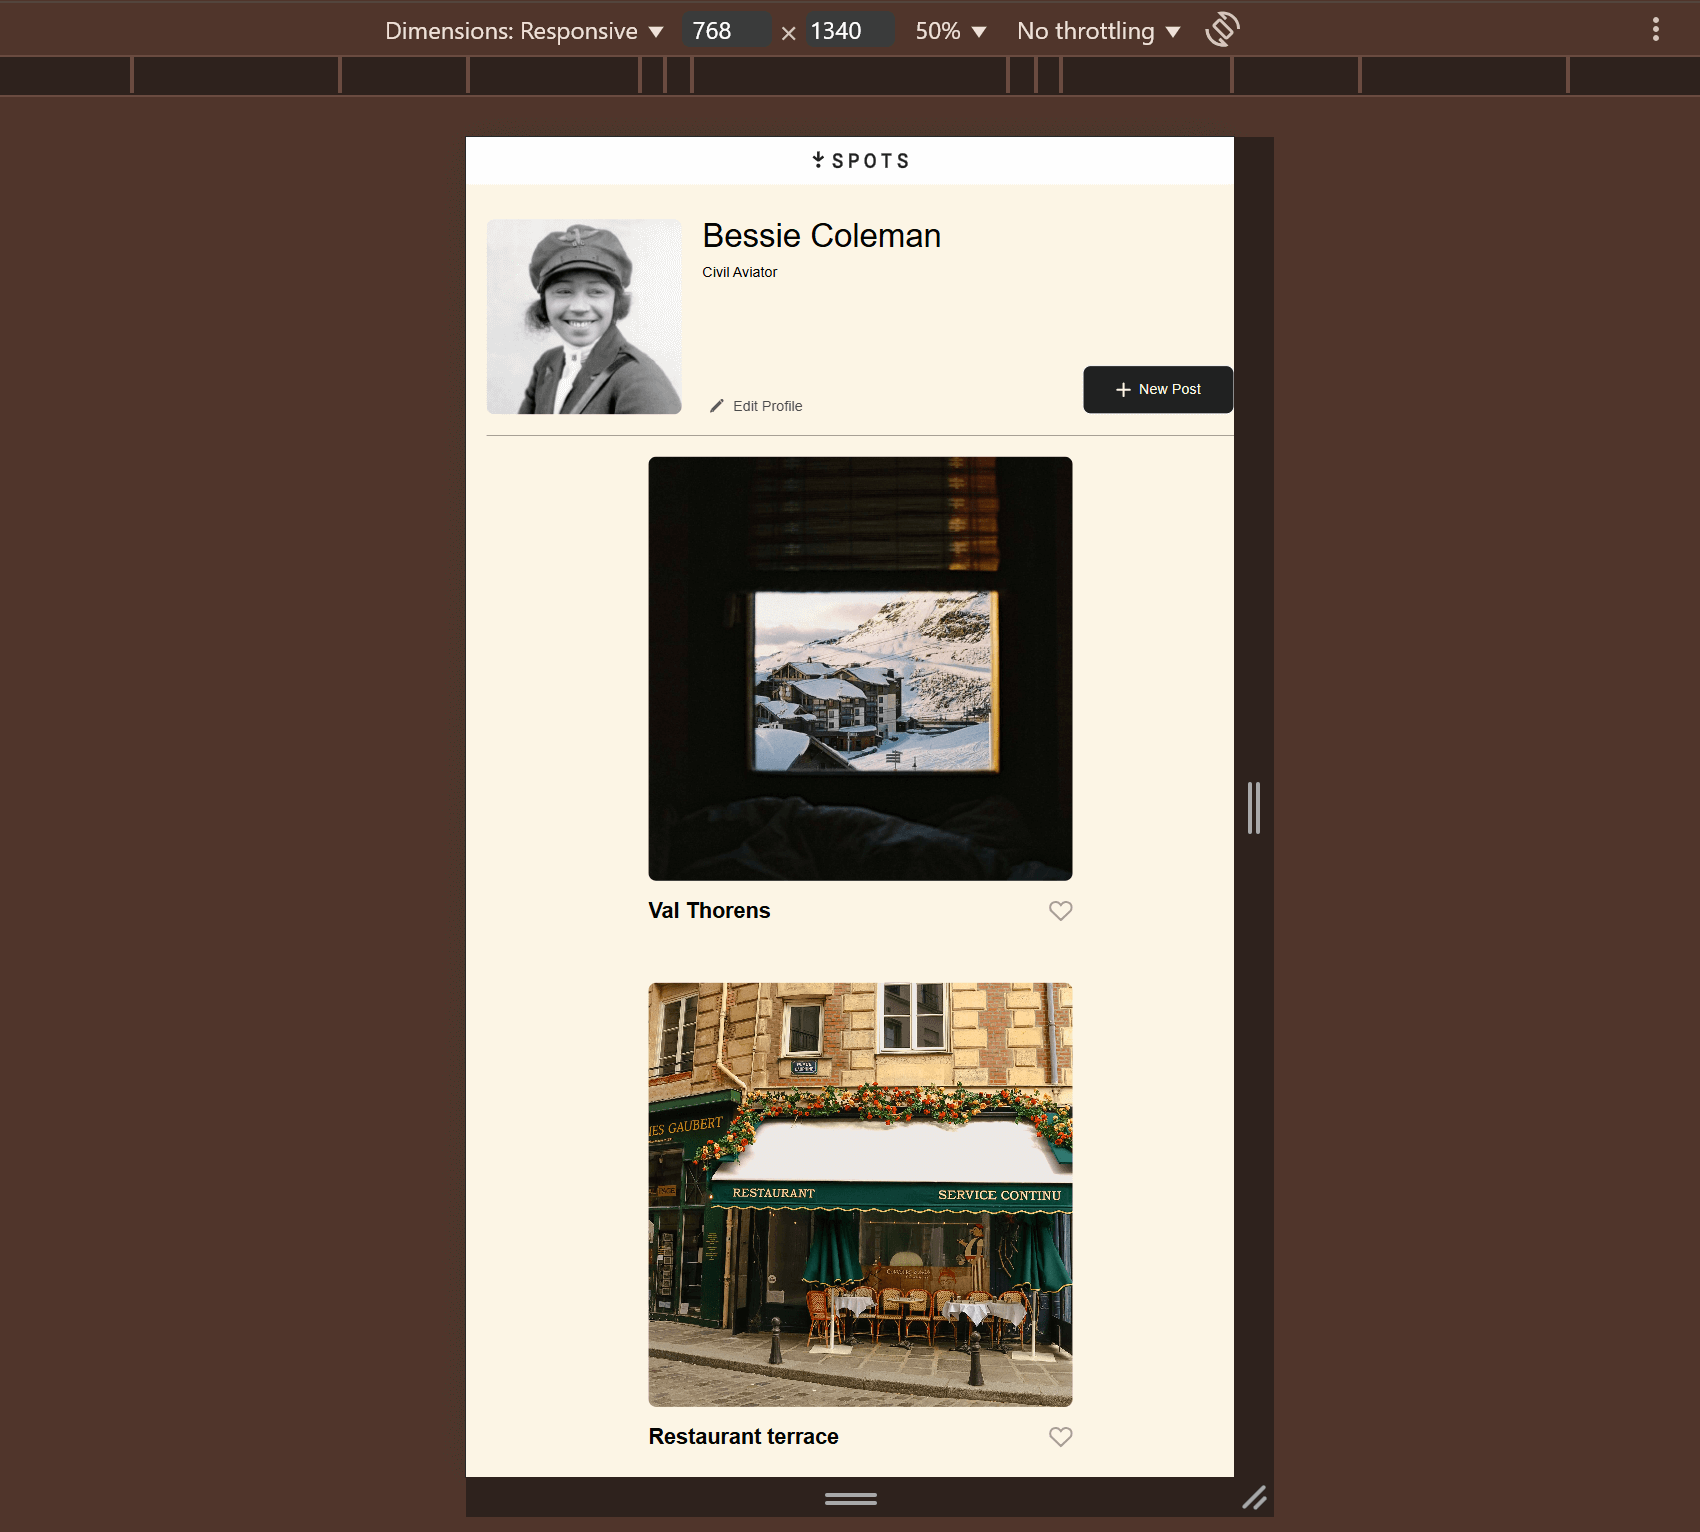 Dimensions: Responsive ▼ 768 × 1340 50% ▼ No throttling ▼
SPOTS
Bessie Coleman
Civil Aviator
Edit Profile
+ New Post
Val Thorens
NES GAUBERT
RESTAURANT SERVICE CONTINU
Restaurant terrace